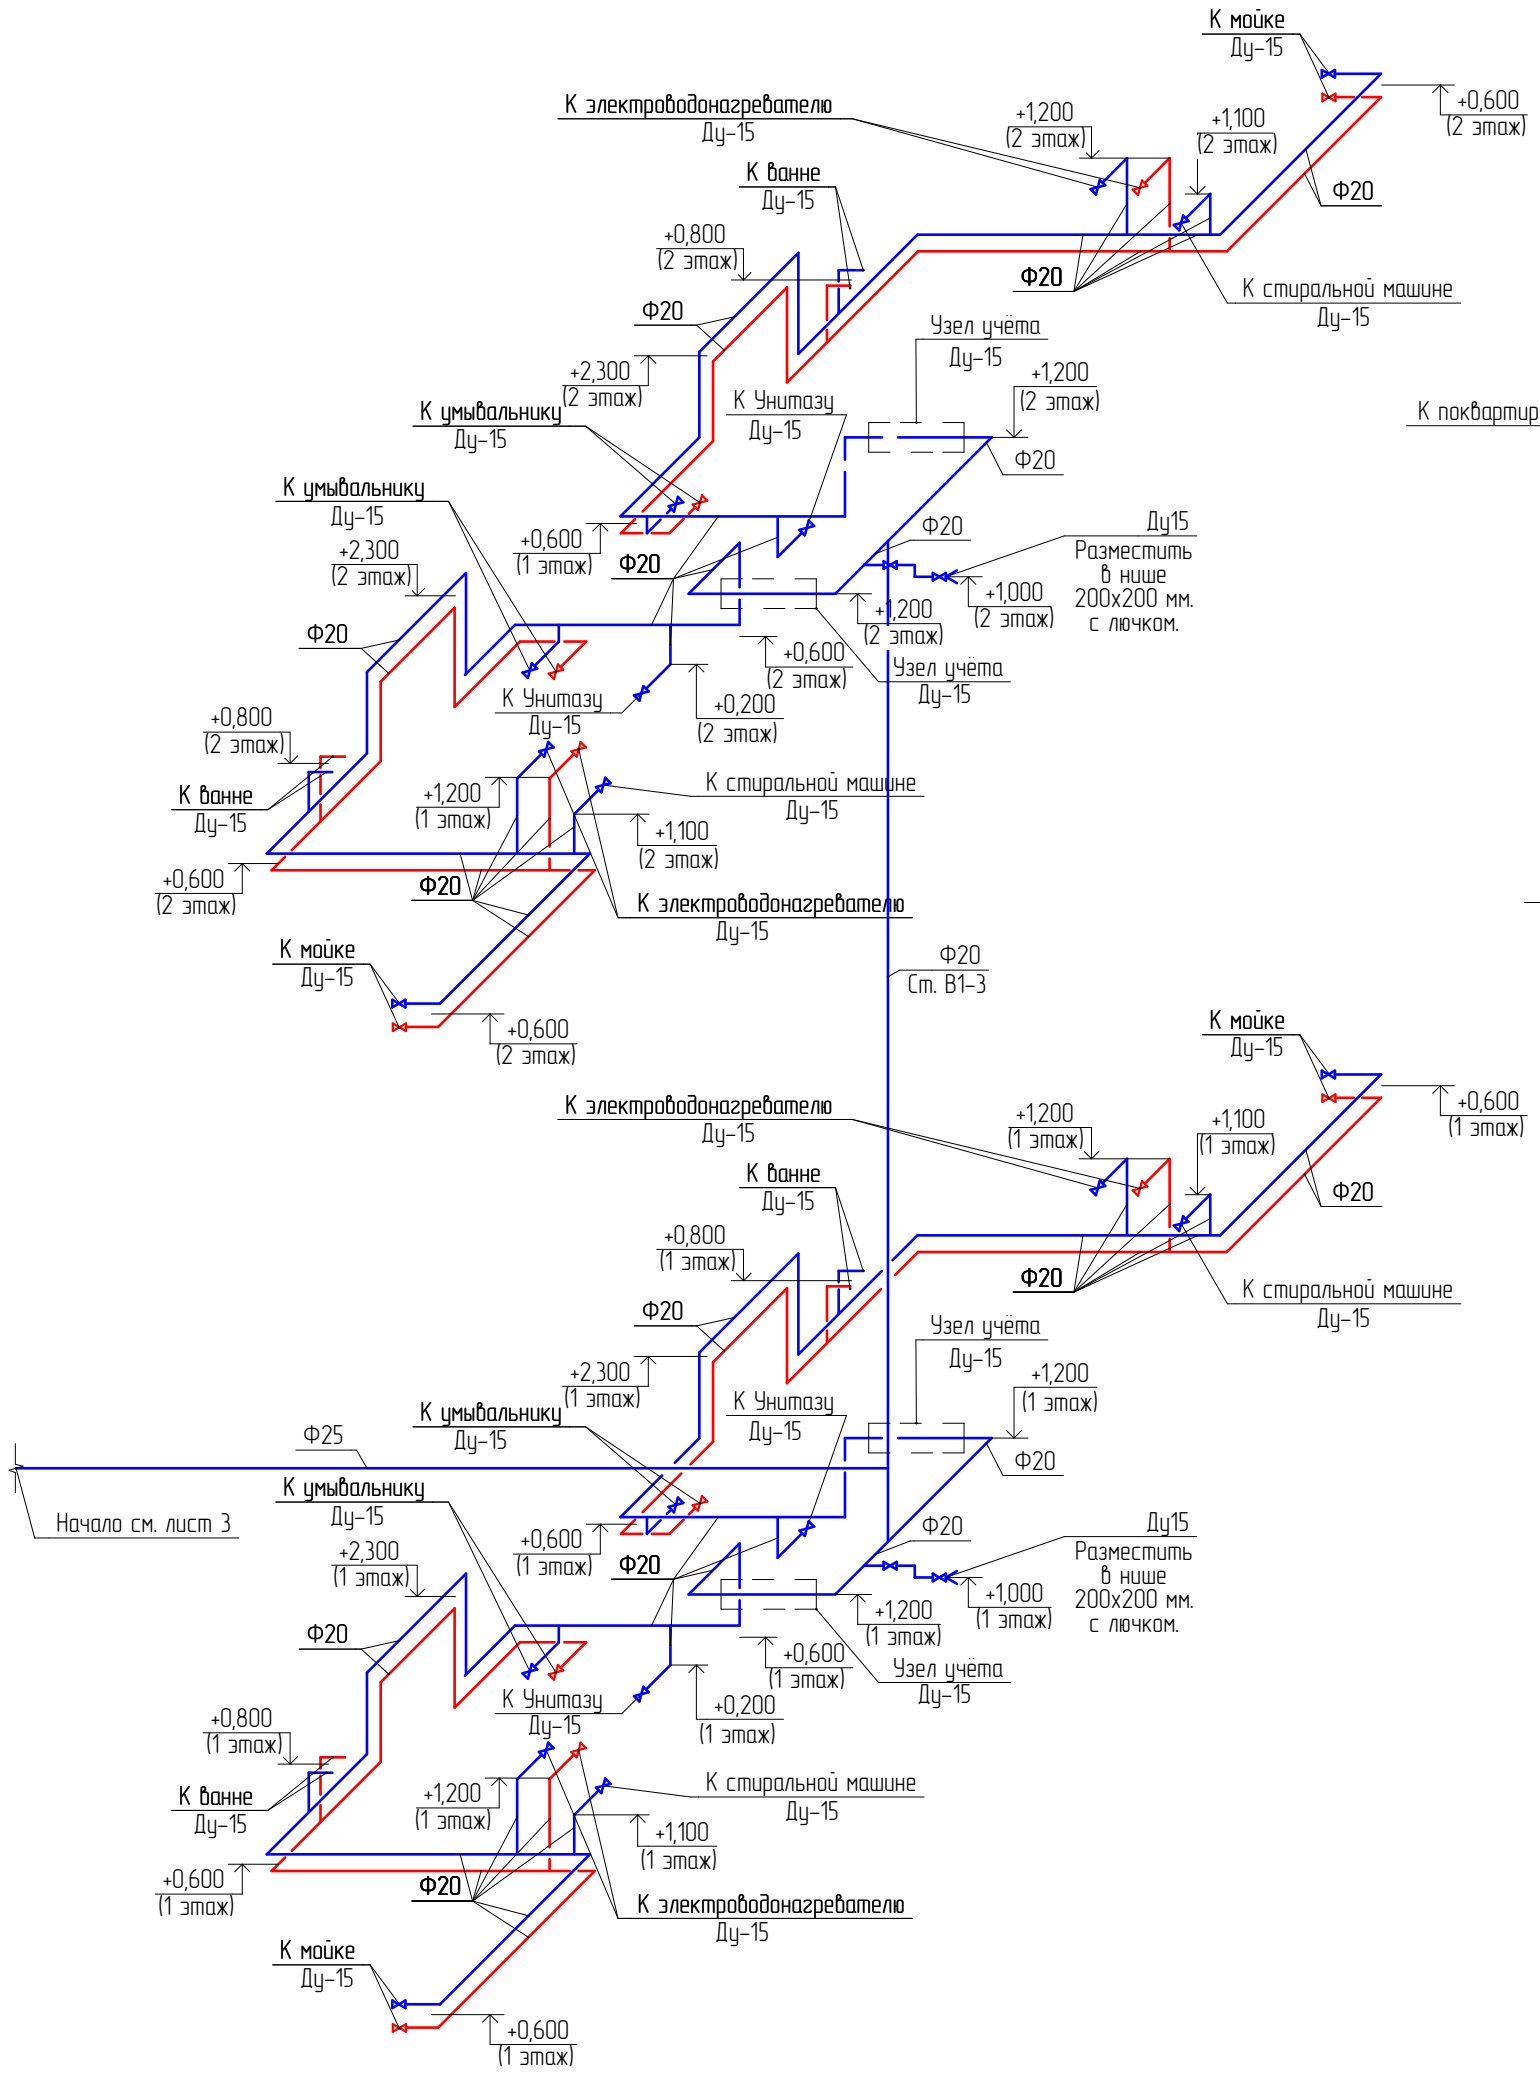 К мойке
Ду-15
+0,600
(2 этаж)
К электроводонагревателю
Ду-15
+1,200
(2 этаж)
+1,100
(2 этаж)
К ванне
Ду-15
Ф20
+0,800
(2 этаж)
Ф20
Ф20
К стиральной машине
Ду-15
Узел учёта
Ду-15
+2,300
(2 этаж)
+1,200
(2 этаж)
К умывальнику
Ду-15
К Унитазу
Ду-15
К поквартир
Ф20
К умывальнику
Ду-15
+0,600
(1 этаж)
Ф20
Ф20
Ду15
Разместить
в нише
200х200 мм.
с лючком.
+2,300
(2 этаж)
+1,000
(2 этаж)
+1,200
(2 этаж)
Ф20
+0,600
(2 этаж)
Узел учёта
Ду-15
К Унитазу
Ду-15
+0,200
(2 этаж)
+0,800
(2 этаж)
К ванне
Ду-15
+1,200
(1 этаж)
К стиральной машине
Ду-15
+1,100
(2 этаж)
+0,600
(2 этаж)
Ф20
К электроводонагревателю
Ду-15
К мойке
Ду-15
Ф20
Ст. В1-3
+0,600
(2 этаж)
К мойке
Ду-15
+0,600
(1 этаж)
К электроводонагревателю
Ду-15
+1,200
(1 этаж)
+1,100
(1 этаж)
К ванне
Ду-15
Ф20
+0,800
(1 этаж)
Ф20
Ф20
К стиральной машине
Ду-15
Узел учёта
Ду-15
+2,300
(1 этаж)
+1,200
(1 этаж)
К умывальнику
Ду-15
К Унитазу
Ду-15
Ф25
Ф20
К умывальнику
Ду-15
Начало см. лист 3
+0,600
(1 этаж)
Ф20
Ф20
Ду15
Разместить
в нише
200х200 мм.
с лючком.
+2,300
(1 этаж)
+1,000
(1 этаж)
+1,200
(1 этаж)
Ф20
+0,600
(1 этаж)
Узел учёта
Ду-15
К Унитазу
Ду-15
+0,200
(1 этаж)
+0,800
(1 этаж)
К ванне
Ду-15
+1,200
(1 этаж)
К стиральной машине
Ду-15
+1,100
(1 этаж)
+0,600
(1 этаж)
Ф20
К электроводонагревателю
Ду-15
К мойке
Ду-15
+0,600
(1 этаж)